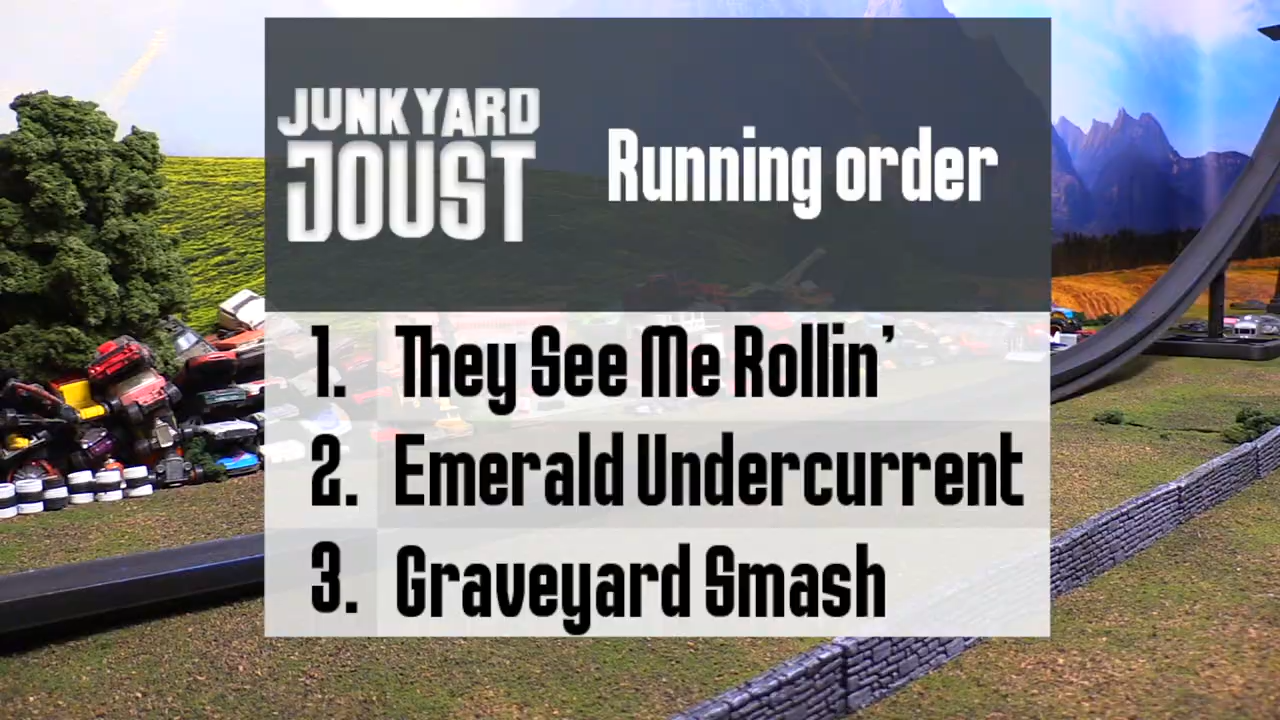 JUNKYARD
JOUST
Running order
1. They See Me Rollin'
2. Emerald Undercurrent
3. Graveyard Smash